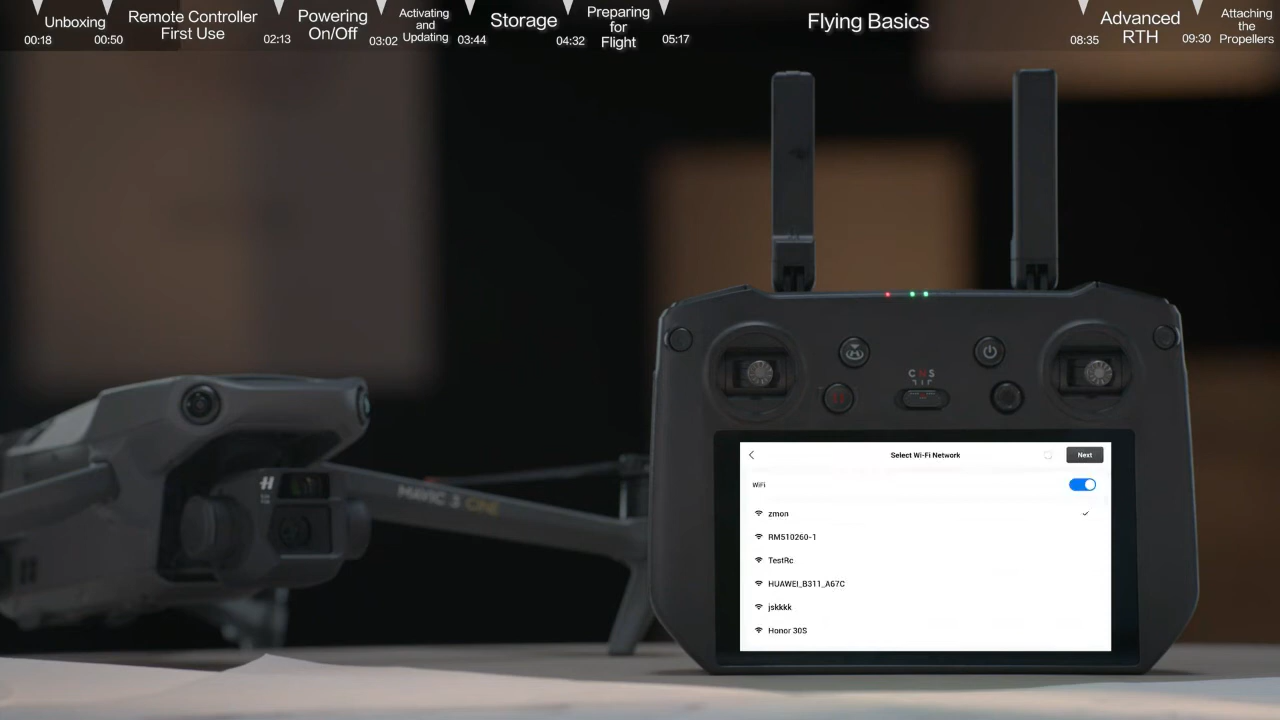 Unboxing
Remote Controller
First Use
Powering
On/Off
Activating
and
Updating
Storage
Preparing
for
Flight
Flying Basics
Advanced
RTH
Attaching
the
Propellers
00:18
00:50
02:13
03:02
03:44
04:32
05:17
08:35
09:30
C N S
H
MAVIC 3 CINE
Select Wi-Fi Network
Next
WiFi
zmon
RM510260-1
TestRc
HUAWEI_B311_A67C
jskkkk
Honor 30S